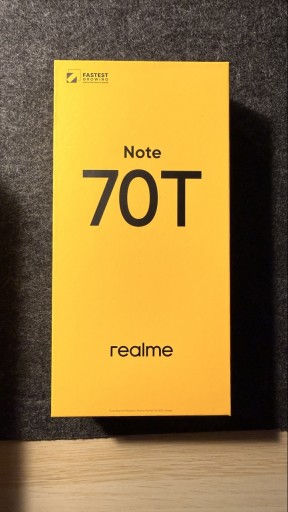 FASTEST
GROWING
Note
70T
realme